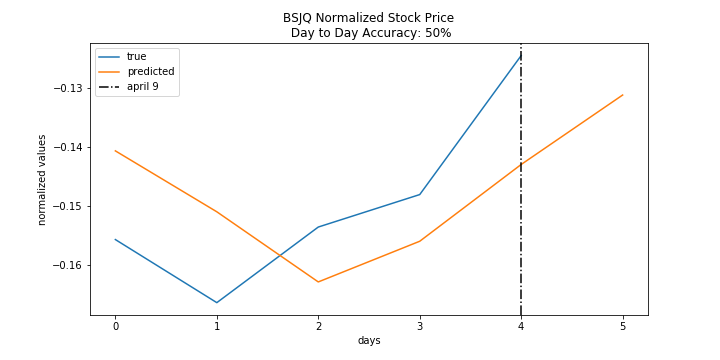 BSJQ Normalized Stock Price
Day to Day Accuracy: 50%
true
predicted
april 9
normalized values
−0.13
−0.14
−0.15
−0.16
0 1 2 3 4 5
days